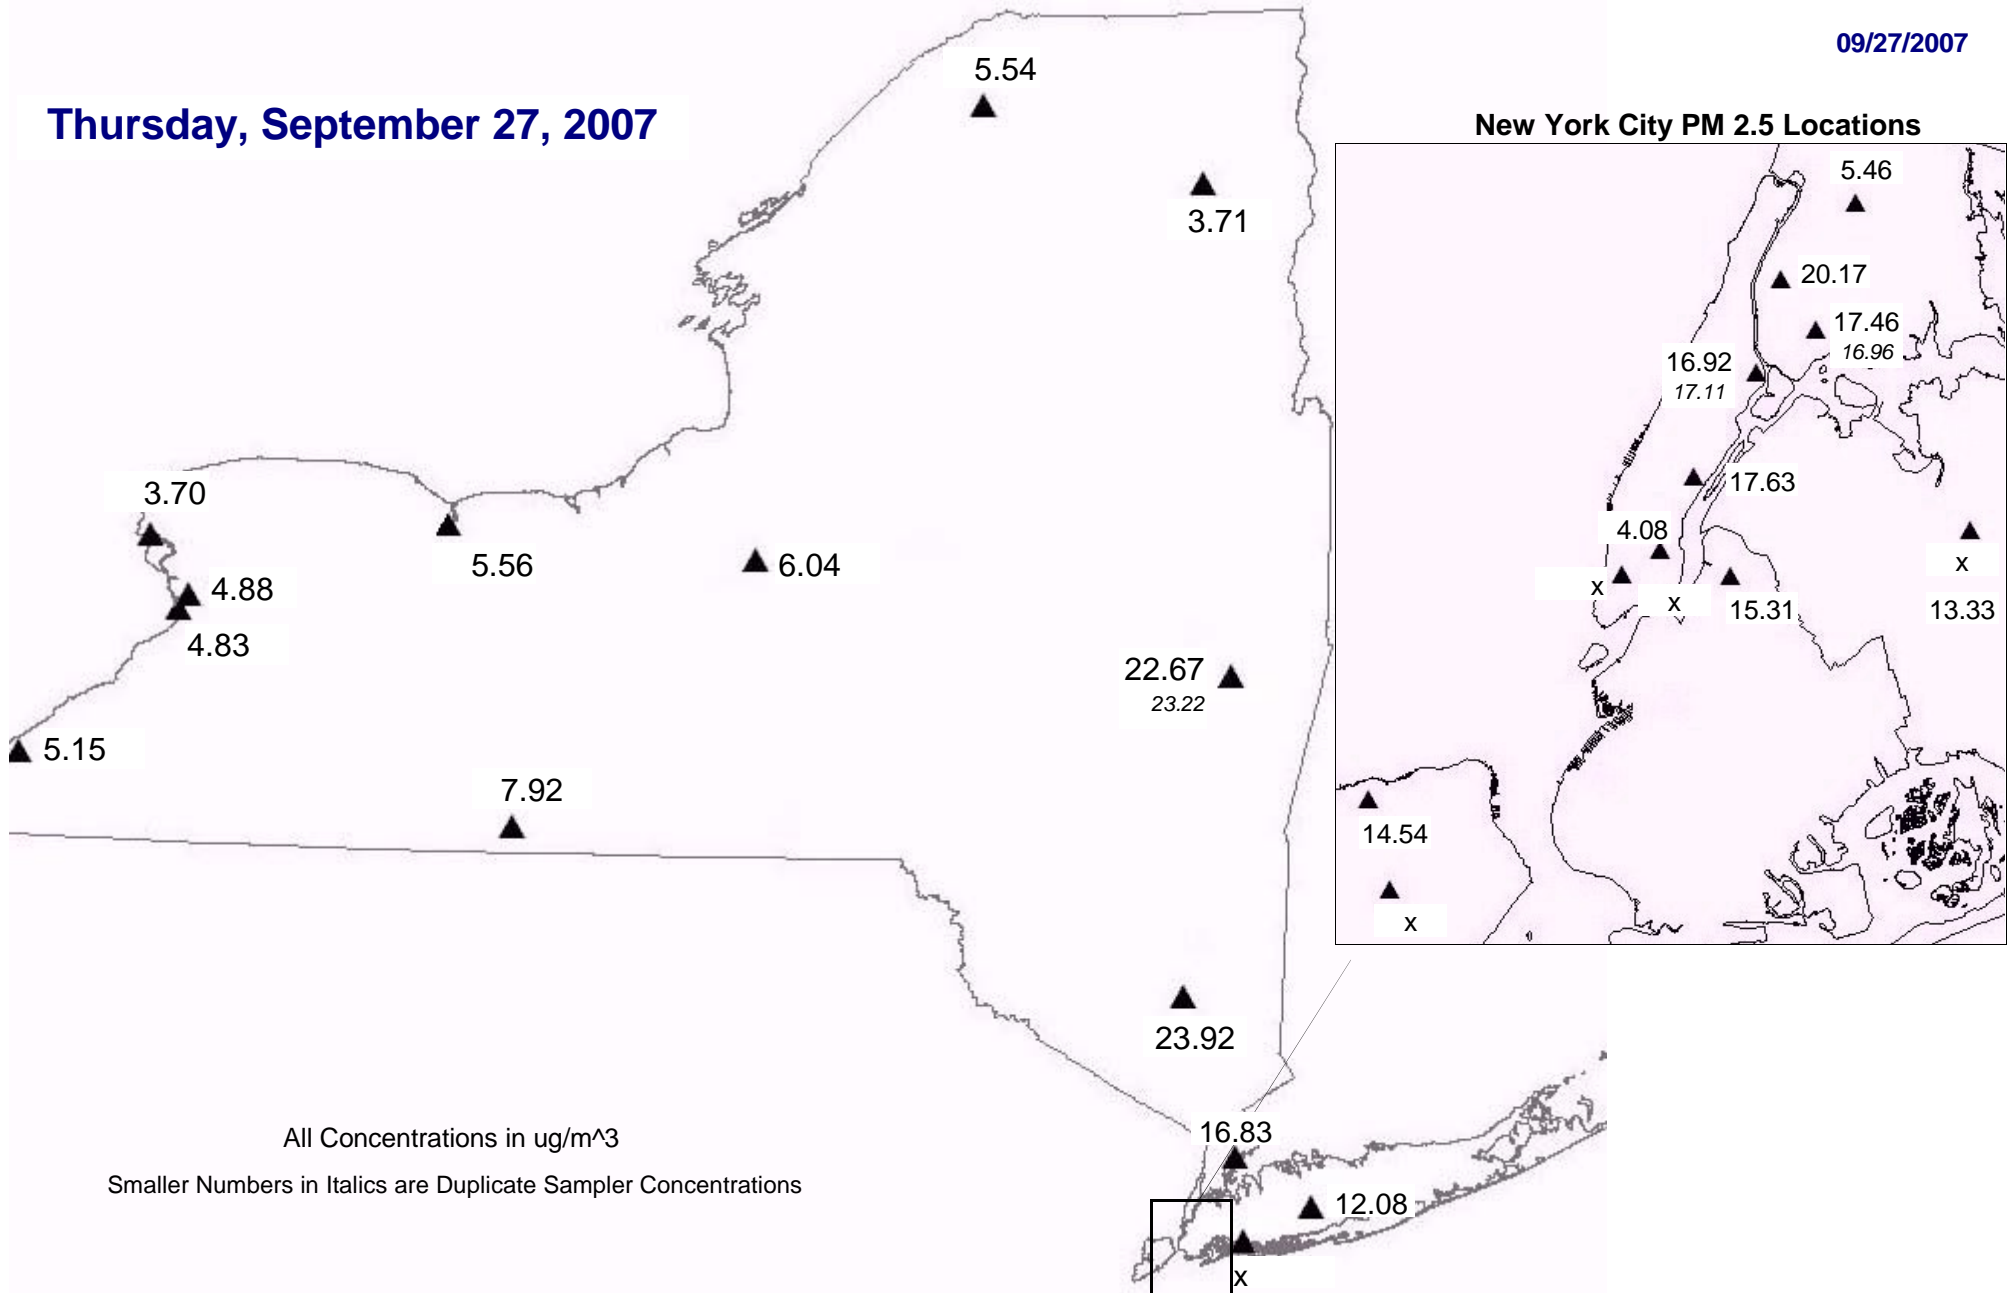 09/27/2007
Thursday, September 27, 2007
New York City PM 2.5 Locations
5.54
3.71
3.70
5.56
6.04
4.88
4.83
22.67
23.22
5.15
7.92
23.92
16.83
12.08
x
All Concentrations in ug/m^3
Smaller Numbers in Italics are Duplicate Sampler Concentrations
5.46
20.17
17.46
16.96
16.92
17.11
17.63
4.08
x
x
x
15.31
13.33
14.54
x